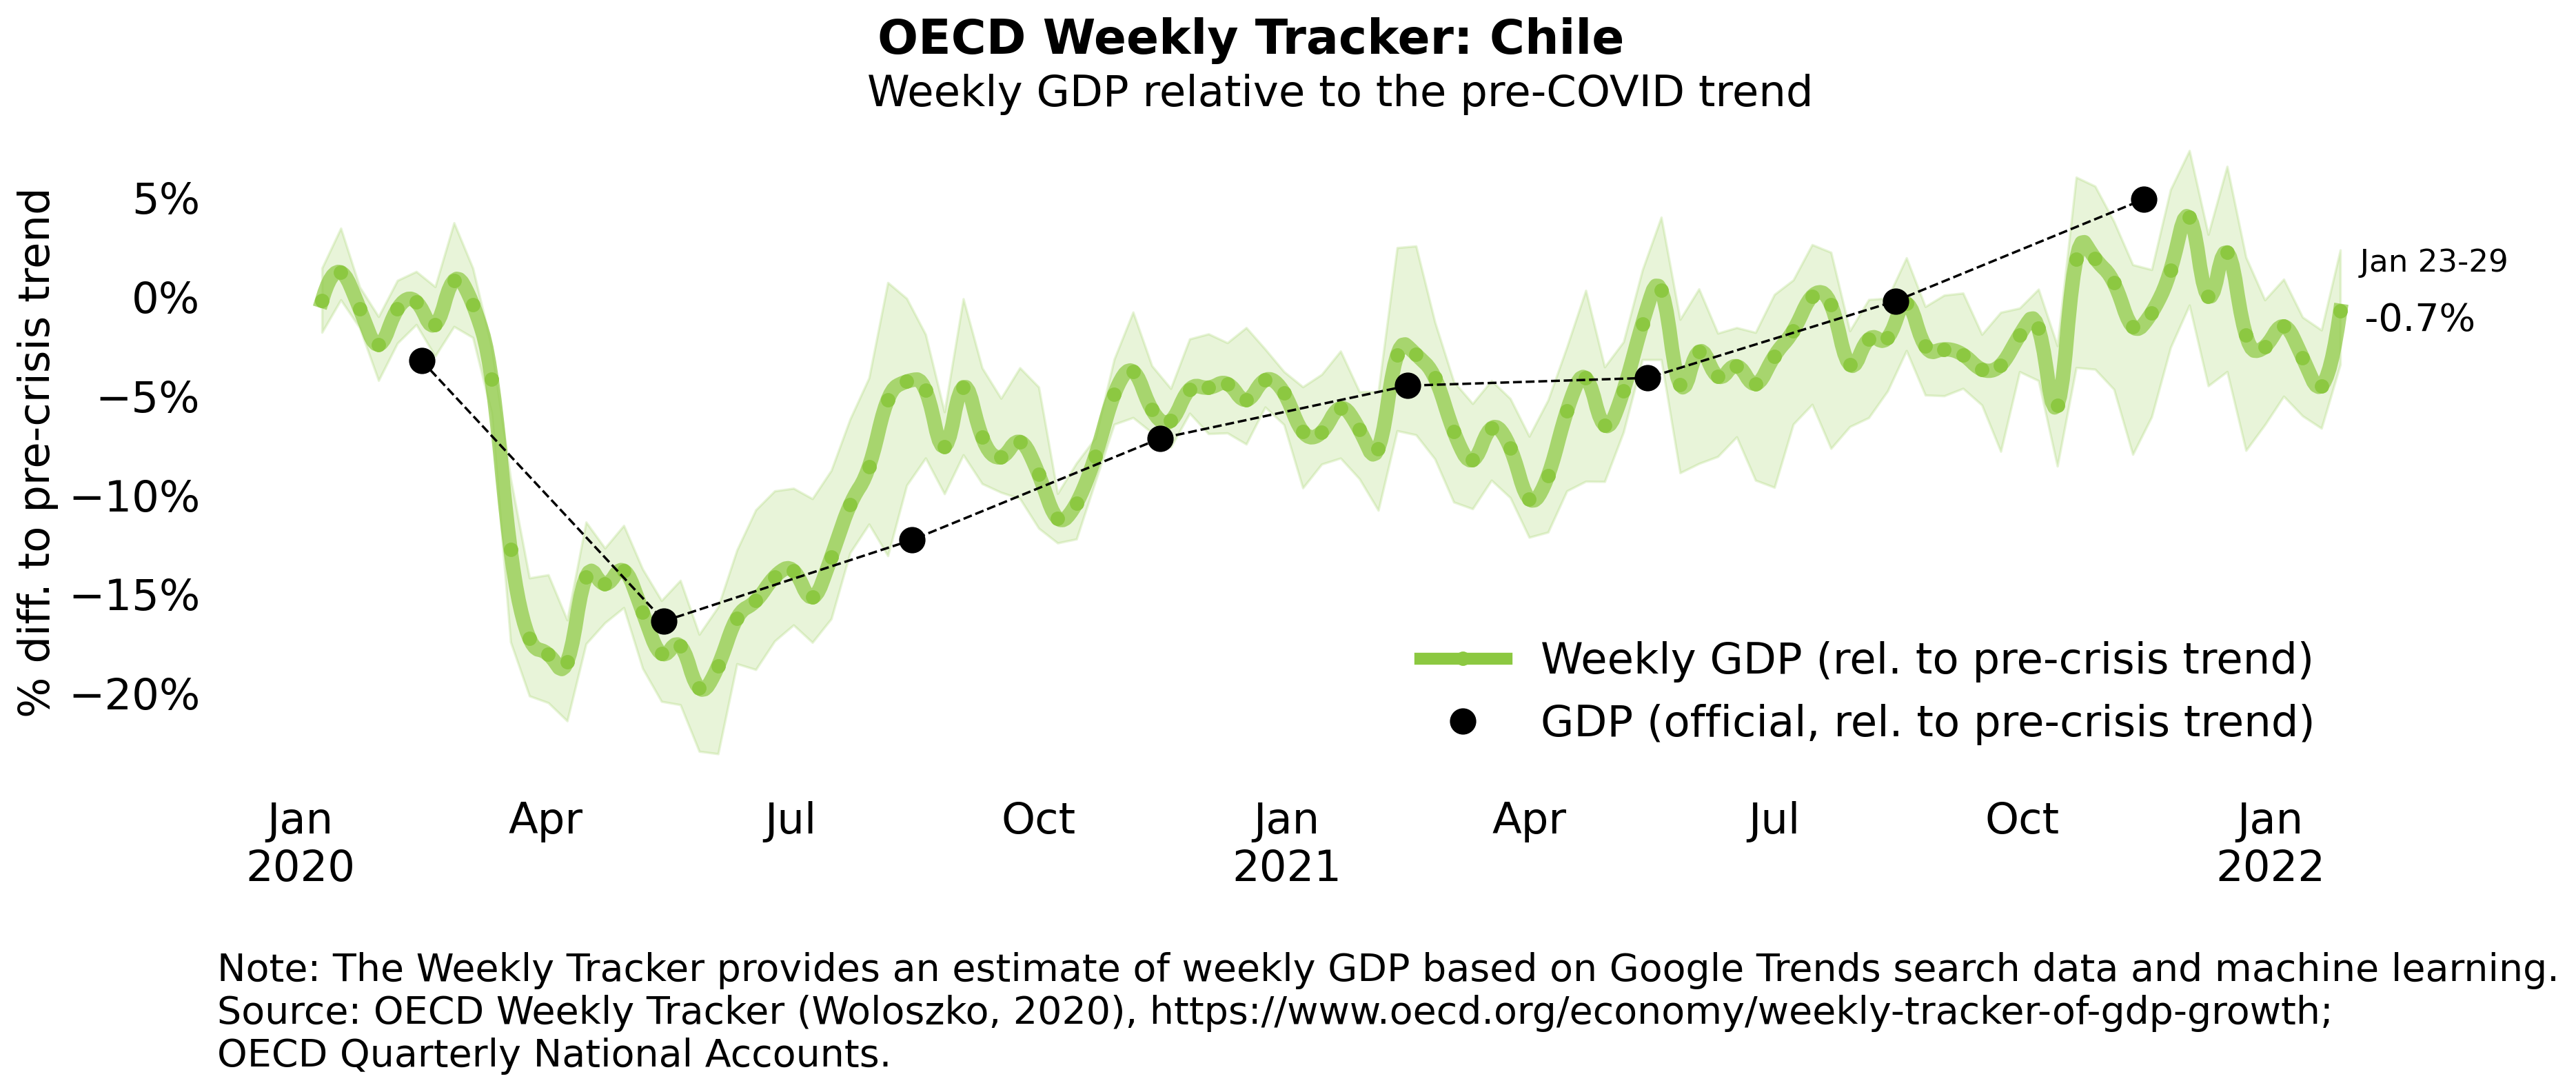 OECD Weekly Tracker: Chile
Weekly GDP relative to the pre-COVID trend
% diff. to pre-crisis trend
5%
0%
−5%
−10%
−15%
−20%
Jan 23-29
-0.7%
Weekly GDP (rel. to pre-crisis trend)
GDP (official, rel. to pre-crisis trend)
Jan Apr Jul Oct Jan Apr Jul Oct Jan
2020 2021 2022
Note: The Weekly Tracker provides an estimate of weekly GDP based on Google Trends search data and machine learning.
Source: OECD Weekly Tracker (Woloszko, 2020), https://www.oecd.org/economy/weekly-tracker-of-gdp-growth;
OECD Quarterly National Accounts.